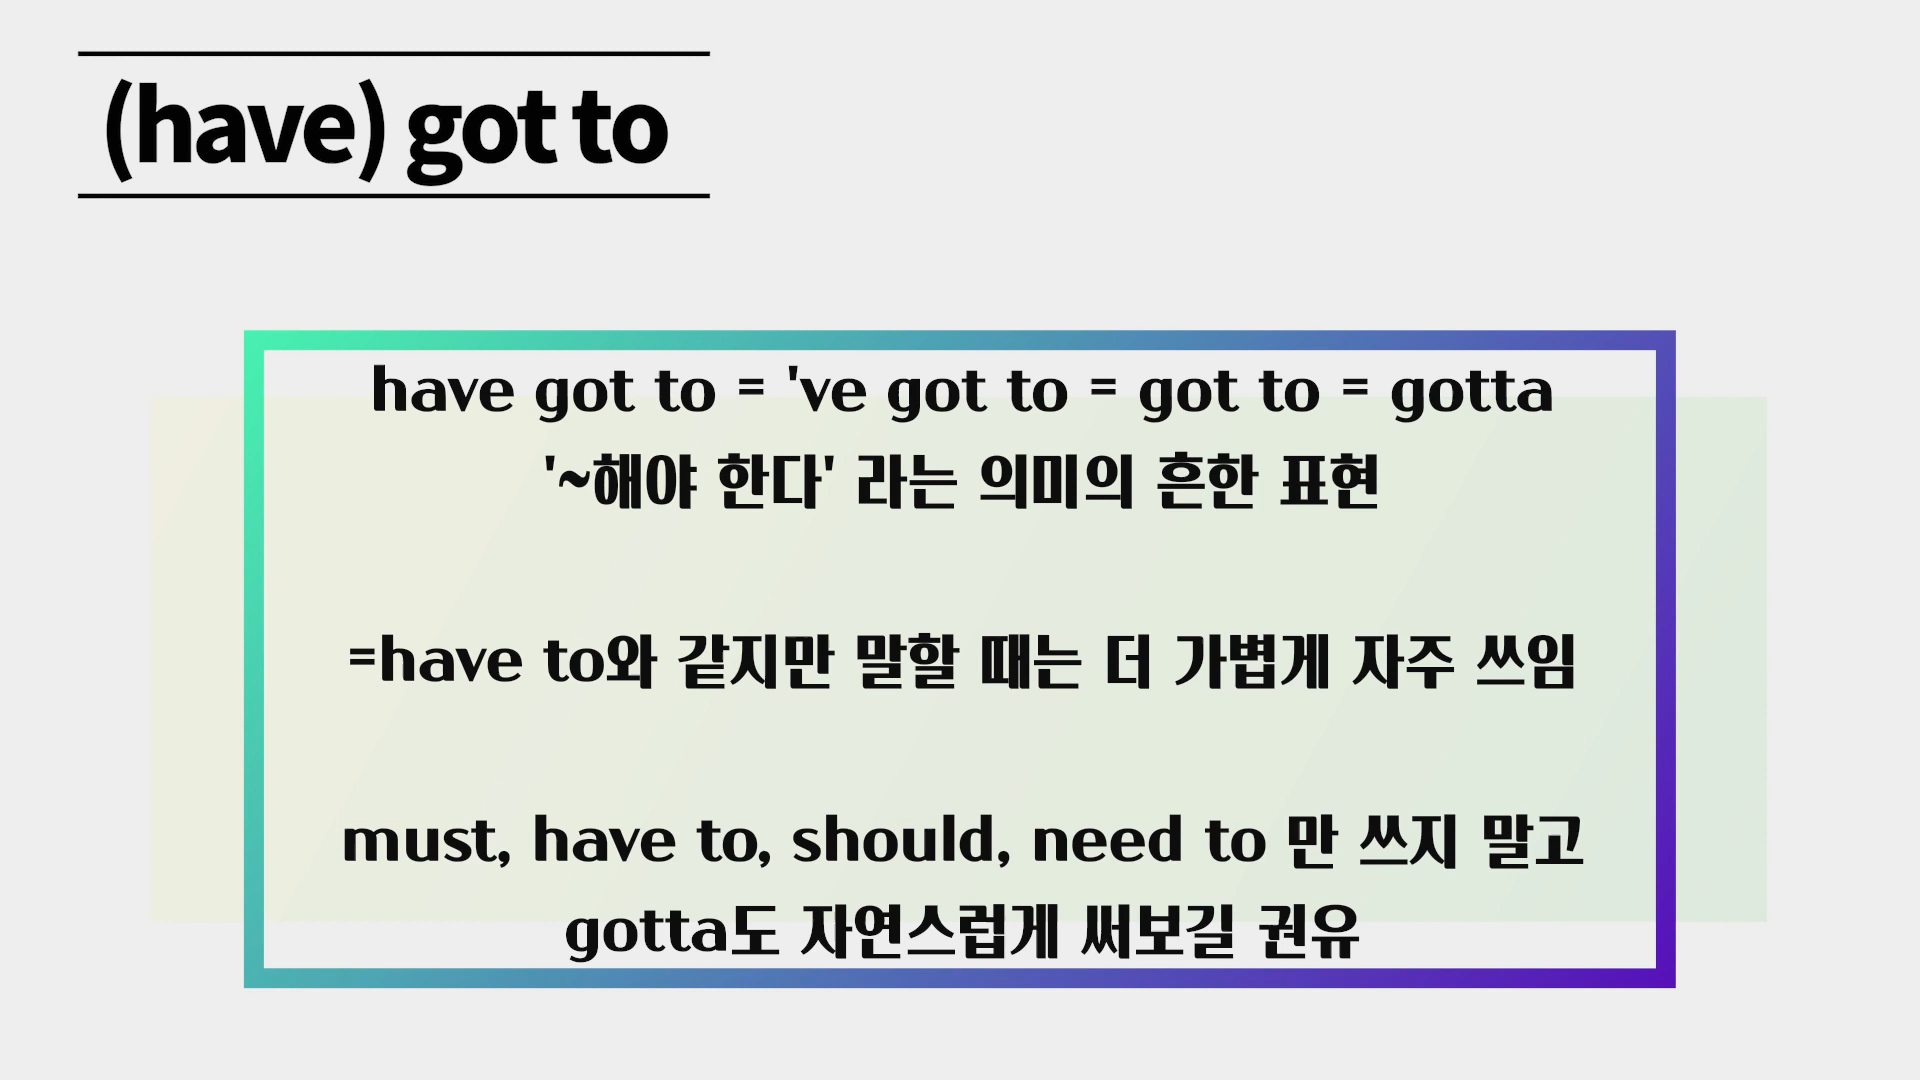 (have) got to
have got to = 've got to = got to = gotta
'~해야 한다' 라는 의미의 흔한 표현
=have to와 같지만 말할 때는 더 가볍게 자주 쓰임
must, have to, should, need to 만 쓰지 말고
gotta도 자연스럽게 써보길 권유